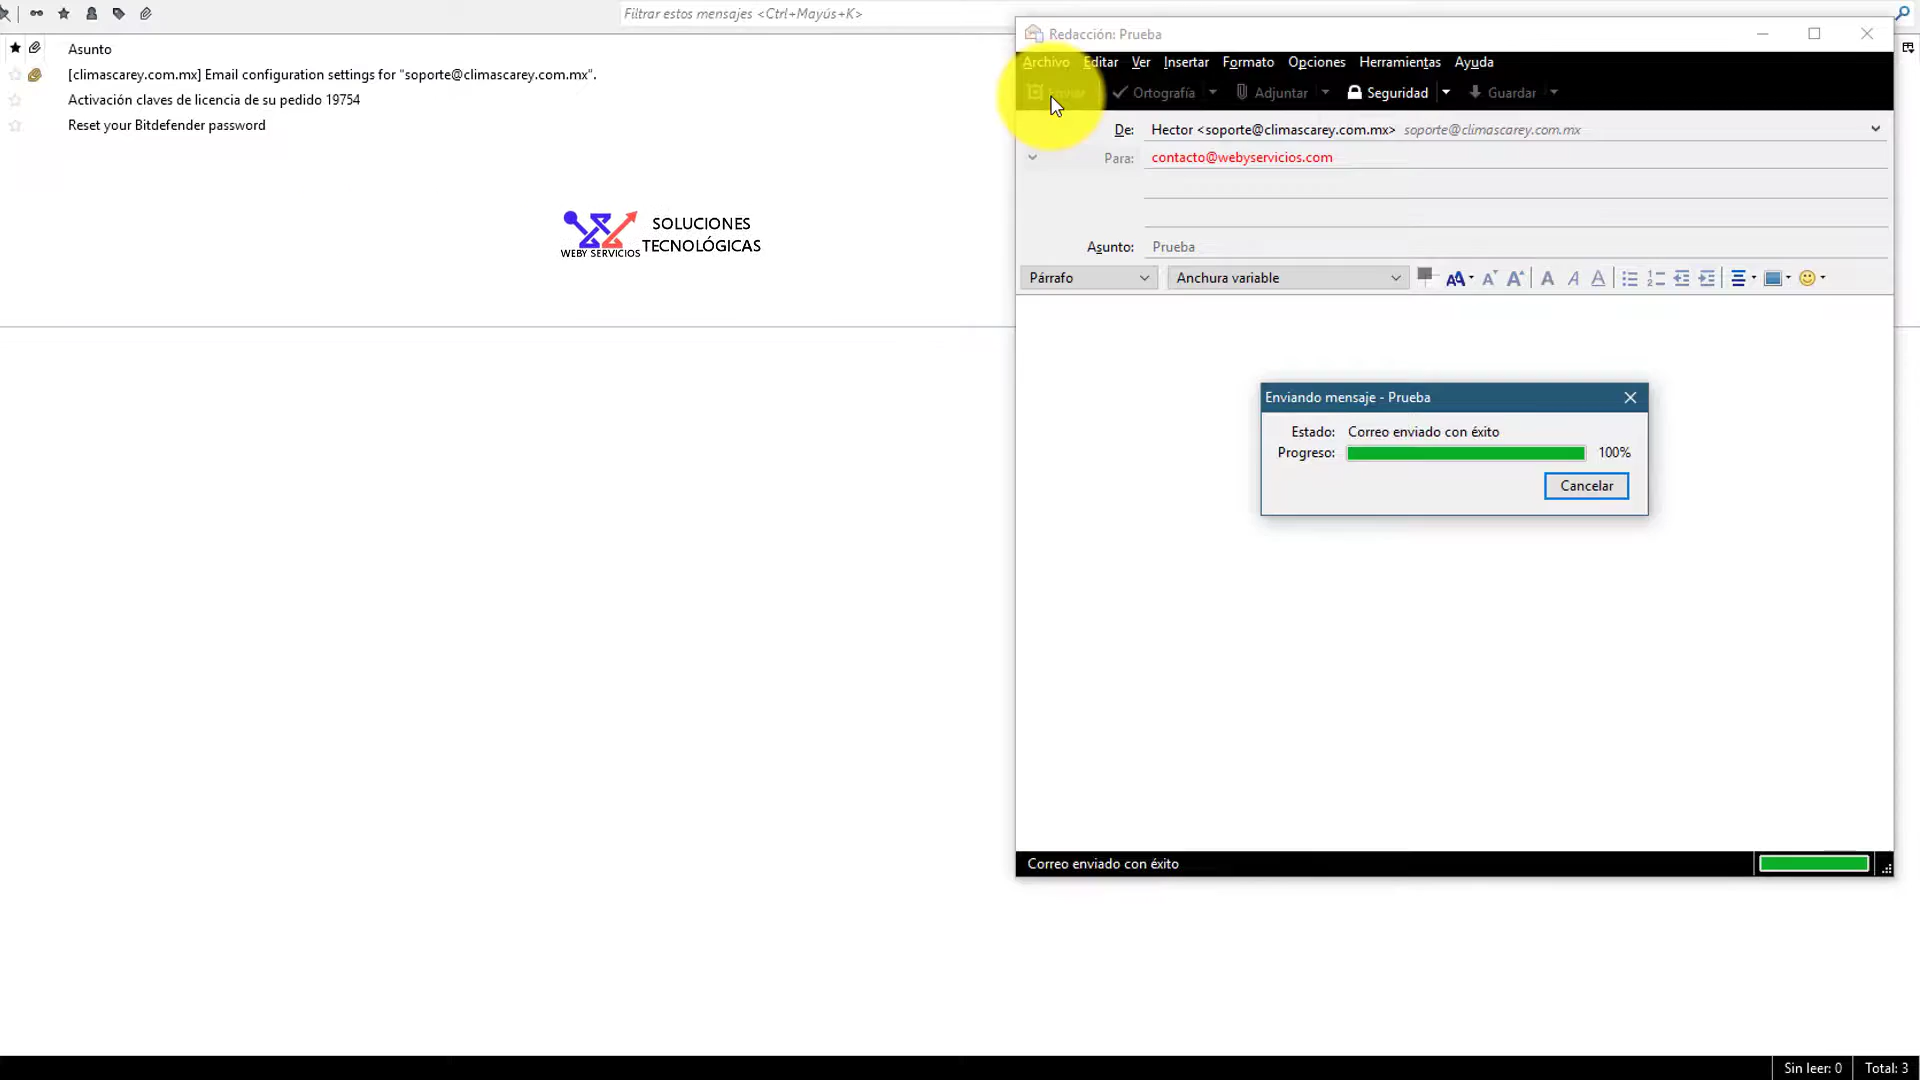 Filtrar estos mensajes <Ctrl+Mayús+K>
Asunto
[climascarey.com.mx] Email configuration settings for "soporte@climascarey.com.mx".
Activación claves de licencia de su pedido 19754
Reset your Bitdefender password
WEBY SERVICIOS
SOLUCIONES
TECNOLÓGICAS
Redacción: Prueba
Archivo Editar Ver Insertar Formato Opciones Herramientas Ayuda
Enviar Ortografía Adjuntar Seguridad Guardar
De: Hector <soporte@climascarey.com.mx> soporte@climascarey.com.mx
Para: contacto@webyservicios.com
Asunto: Prueba
Párrafo Anchura variable
Enviando mensaje - Prueba
Estado: Correo enviado con éxito
Progreso: 100%
Cancelar
Correo enviado con éxito
Sin leer: 0 Total: 3